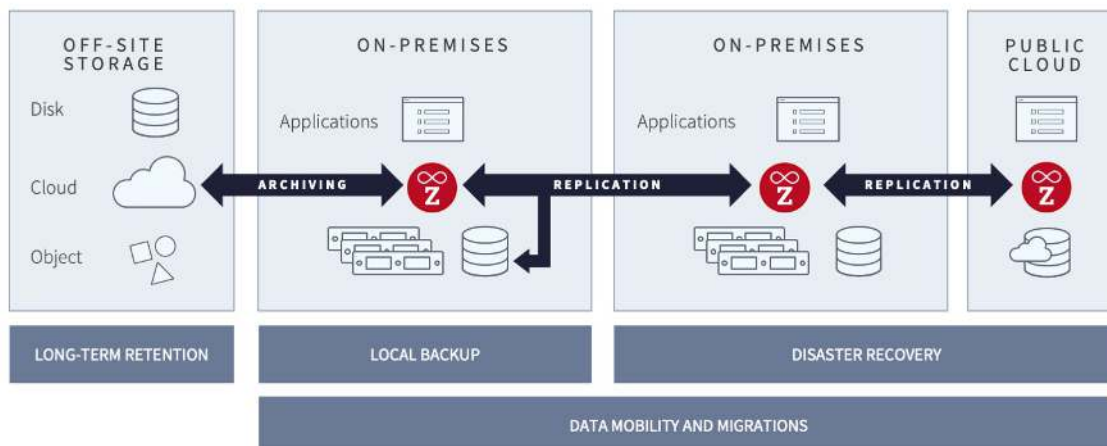 OFF-SITE
STORAGE
Disk
Cloud
Object
ARCHIVING
ON-PREMISES
Applications
Z
REPLICATION
ON-PREMISES
Applications
Z
REPLICATION
PUBLIC
CLOUD
Z
LONG-TERM RETENTION
LOCAL BACKUP
DISASTER RECOVERY
DATA MOBILITY AND MIGRATIONS